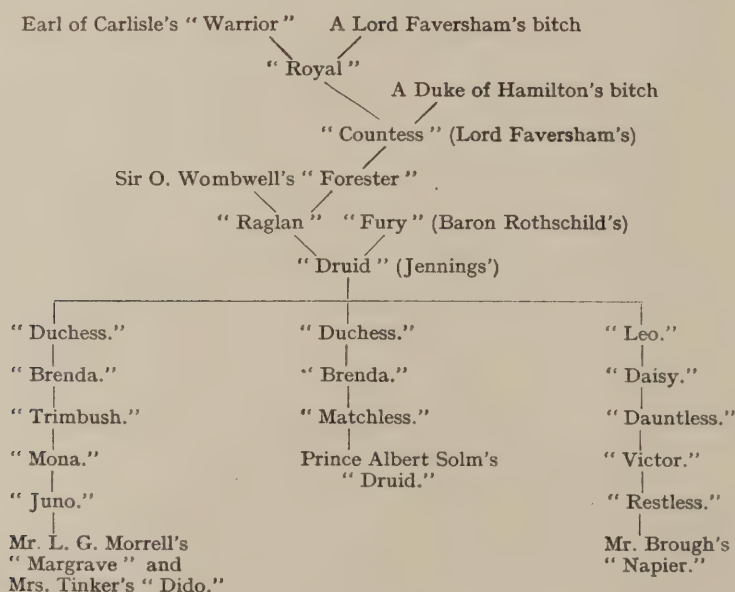 Earl of Carlisle's “ Warrior ” A Lord Faversham's bitch
“ Royal ”
A Duke of Hamilton's bitch
“ Countess ” (Lord Faversham's)
Sir O. Wombwell's “ Forester ”
“ Raglan ” “ Fury ” (Baron Rothschild's)
“ Druid ” (Jennings')
“ Duchess.” “ Duchess.” “ Leo.”
“ Brenda.” “ Brenda.” “ Daisy.”
“ Trimbush.” “ Matchless.” “ Dauntless.”
“ Mona.” Prince Albert Solm's “ Victor.”
“ Druid.”
“ Juno.” “ Restless.”
Mr. L. G. Morrell's Mr. Brough's
“ Margrave ” and “ Napier.”
Mrs. Tinker's “ Dido.”